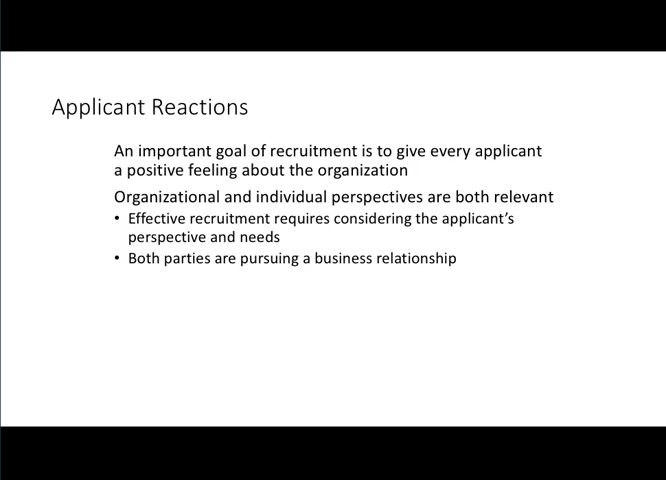 Applicant Reactions
An important goal of recruitment is to give every applicant
a positive feeling about the organization
Organizational and individual perspectives are both relevant
• Effective recruitment requires considering the applicant's
perspective and needs
• Both parties are pursuing a business relationship